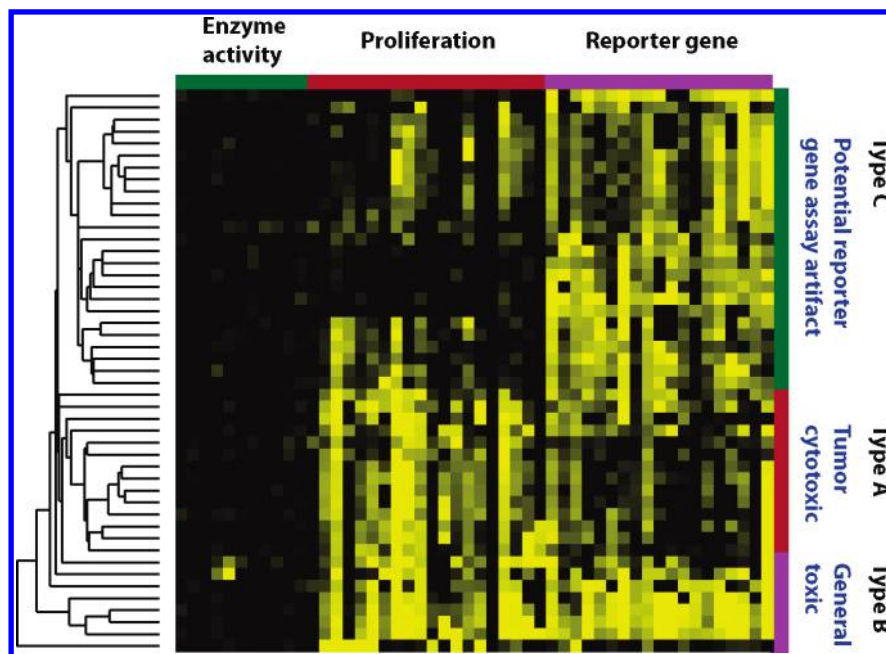 Enzyme
activity
Proliferation
Reporter gene
Type C
Potential reporter
gene assay artifact
Type A
Tumor
cytotoxic
Type B
General
toxic